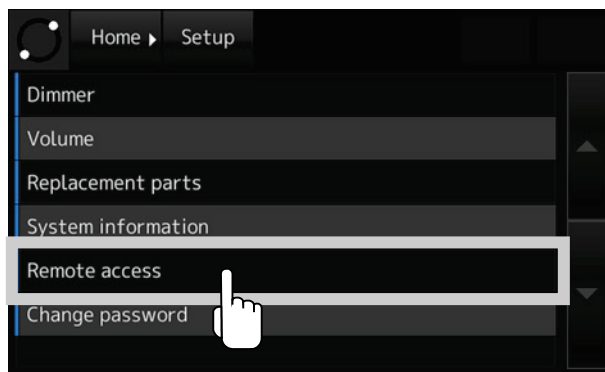 Home ▸ Setup
Dimmer
Volume
Replacement parts
System information
Remote access
Change password